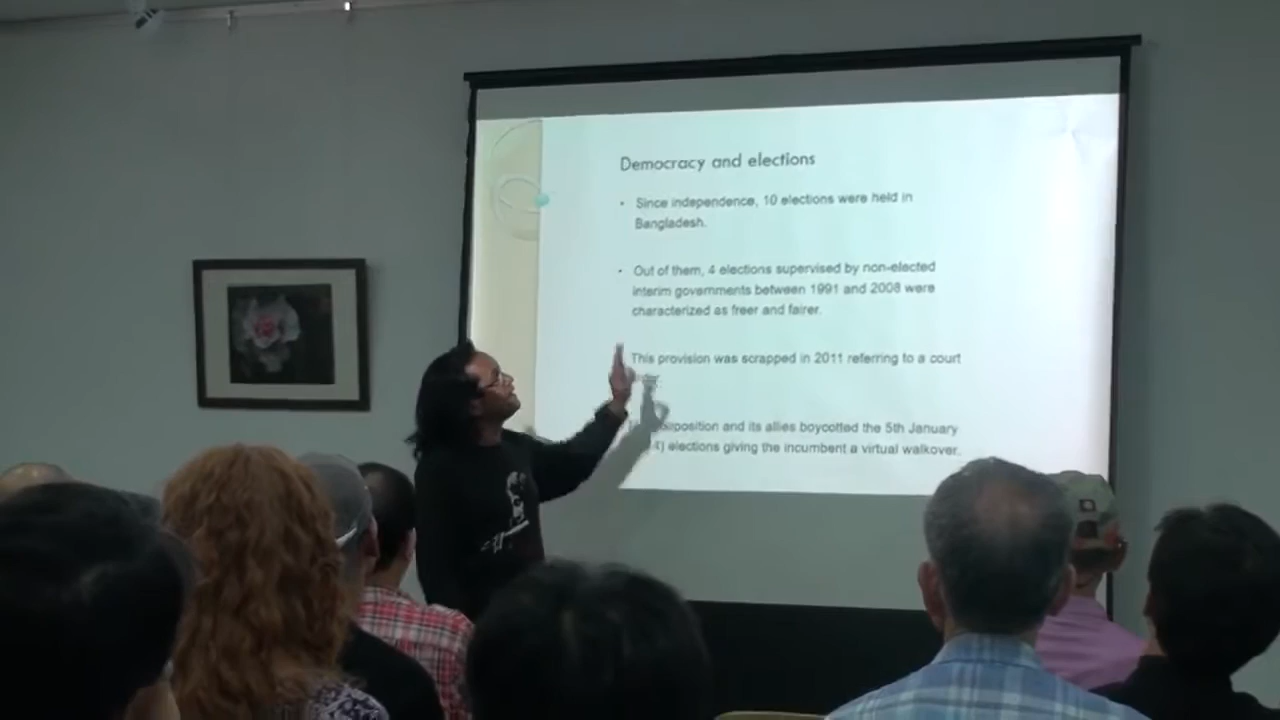 Democracy and elections
• Since independence, 10 elections were held in
Bangladesh.
• Out of them, 4 elections supervised by non-elected
interim governments between 1991 and 2008 were
characterized as freer and fairer.
This provision was scrapped in 2011 referring to a court
and its allies boycotted the 5th January
elections giving the incumbent a virtual walkover.